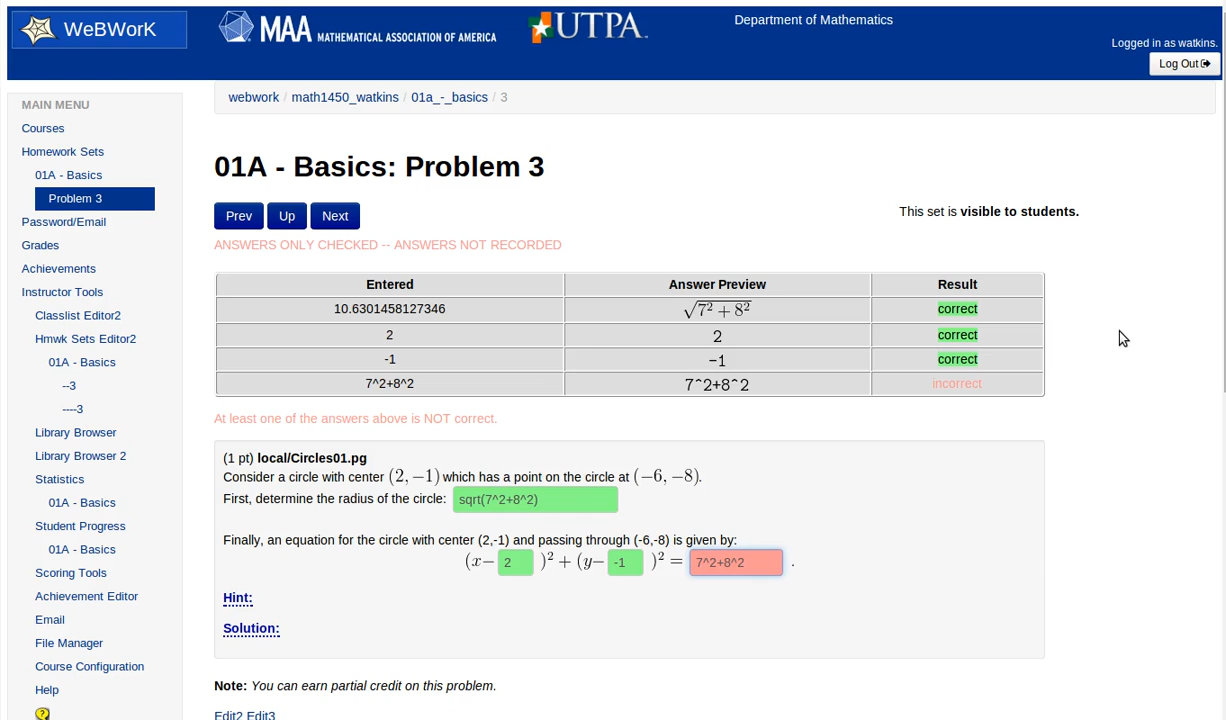 WeBWorK
MAA MATHEMATICAL ASSOCIATION OF AMERICA
UTPA
Department of Mathematics
Logged in as watkins.
Log Out
MAIN MENU
Courses
Homework Sets
01A - Basics
Problem 3
Password/Email
Grades
Achievements
Instructor Tools
Classlist Editor2
Hmwk Sets Editor2
01A - Basics
--3
----3
Library Browser
Library Browser 2
Statistics
01A - Basics
Student Progress
01A - Basics
Scoring Tools
Achievement Editor
Email
File Manager
Course Configuration
Help
?
webwork / math1450_watkins / 01a_-_basics / 3
01A - Basics: Problem 3
Prev Up Next
This set is visible to students.
ANSWERS ONLY CHECKED -- ANSWERS NOT RECORDED
Entered Answer Preview Result
10.6301458127346 √7²+8² correct
2 2 correct
-1 −1 correct
7^2+8^2 7^2+8^2 incorrect
At least one of the answers above is NOT correct.
(1 pt) local/Circles01.pg
Consider a circle with center (2, −1) which has a point on the circle at (−6, −8).
First, determine the radius of the circle: sqrt(7^2+8^2)
Finally, an equation for the circle with center (2,-1) and passing through (-6,-8) is given by:
(x− 2 )² + (y− -1 )² = 7^2+8^2 .
Hint:
Solution:
Note: You can earn partial credit on this problem.
Edit2 Edit3